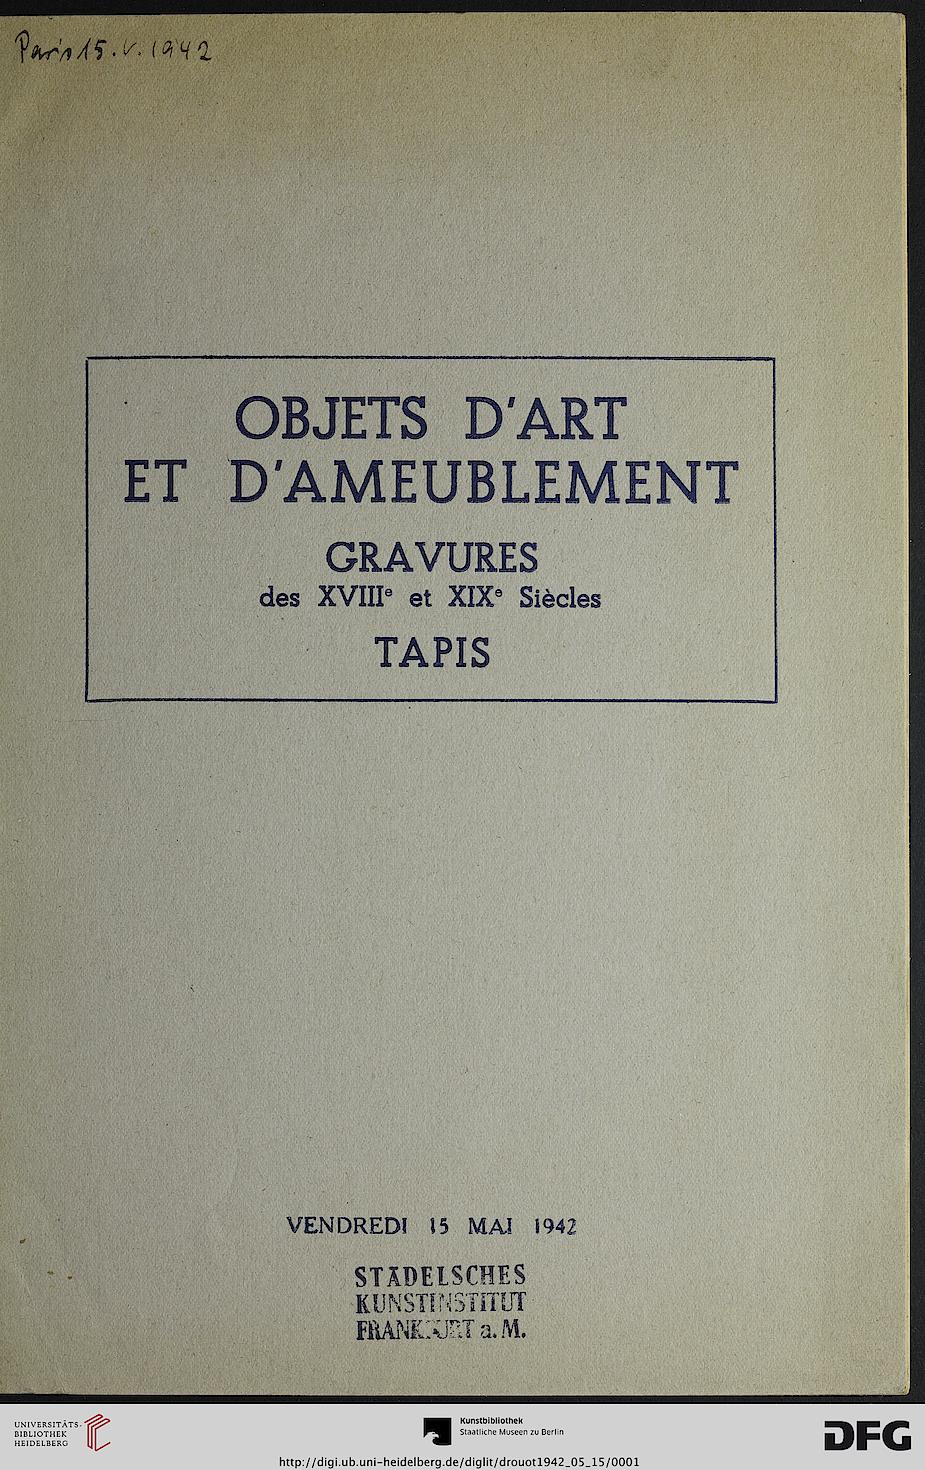 Paris 15. V. 1942
OBJETS D'ART
ET D'AMEUBLEMENT
GRAVURES
des XVIIIe et XIXe Siècles
TAPIS
VENDREDI 15 MAI 1942
STÄDELSCHES
KUNSTINSTITUT
FRANKFURT a. M.
UNIVERSITÄTS-
BIBLIOTHEK
HEIDELBERG
Kunstbibliothek
Staatliche Museen zu Berlin
DFG
http://digi.ub.uni-heidelberg.de/diglit/drouot1942_05_15/0001